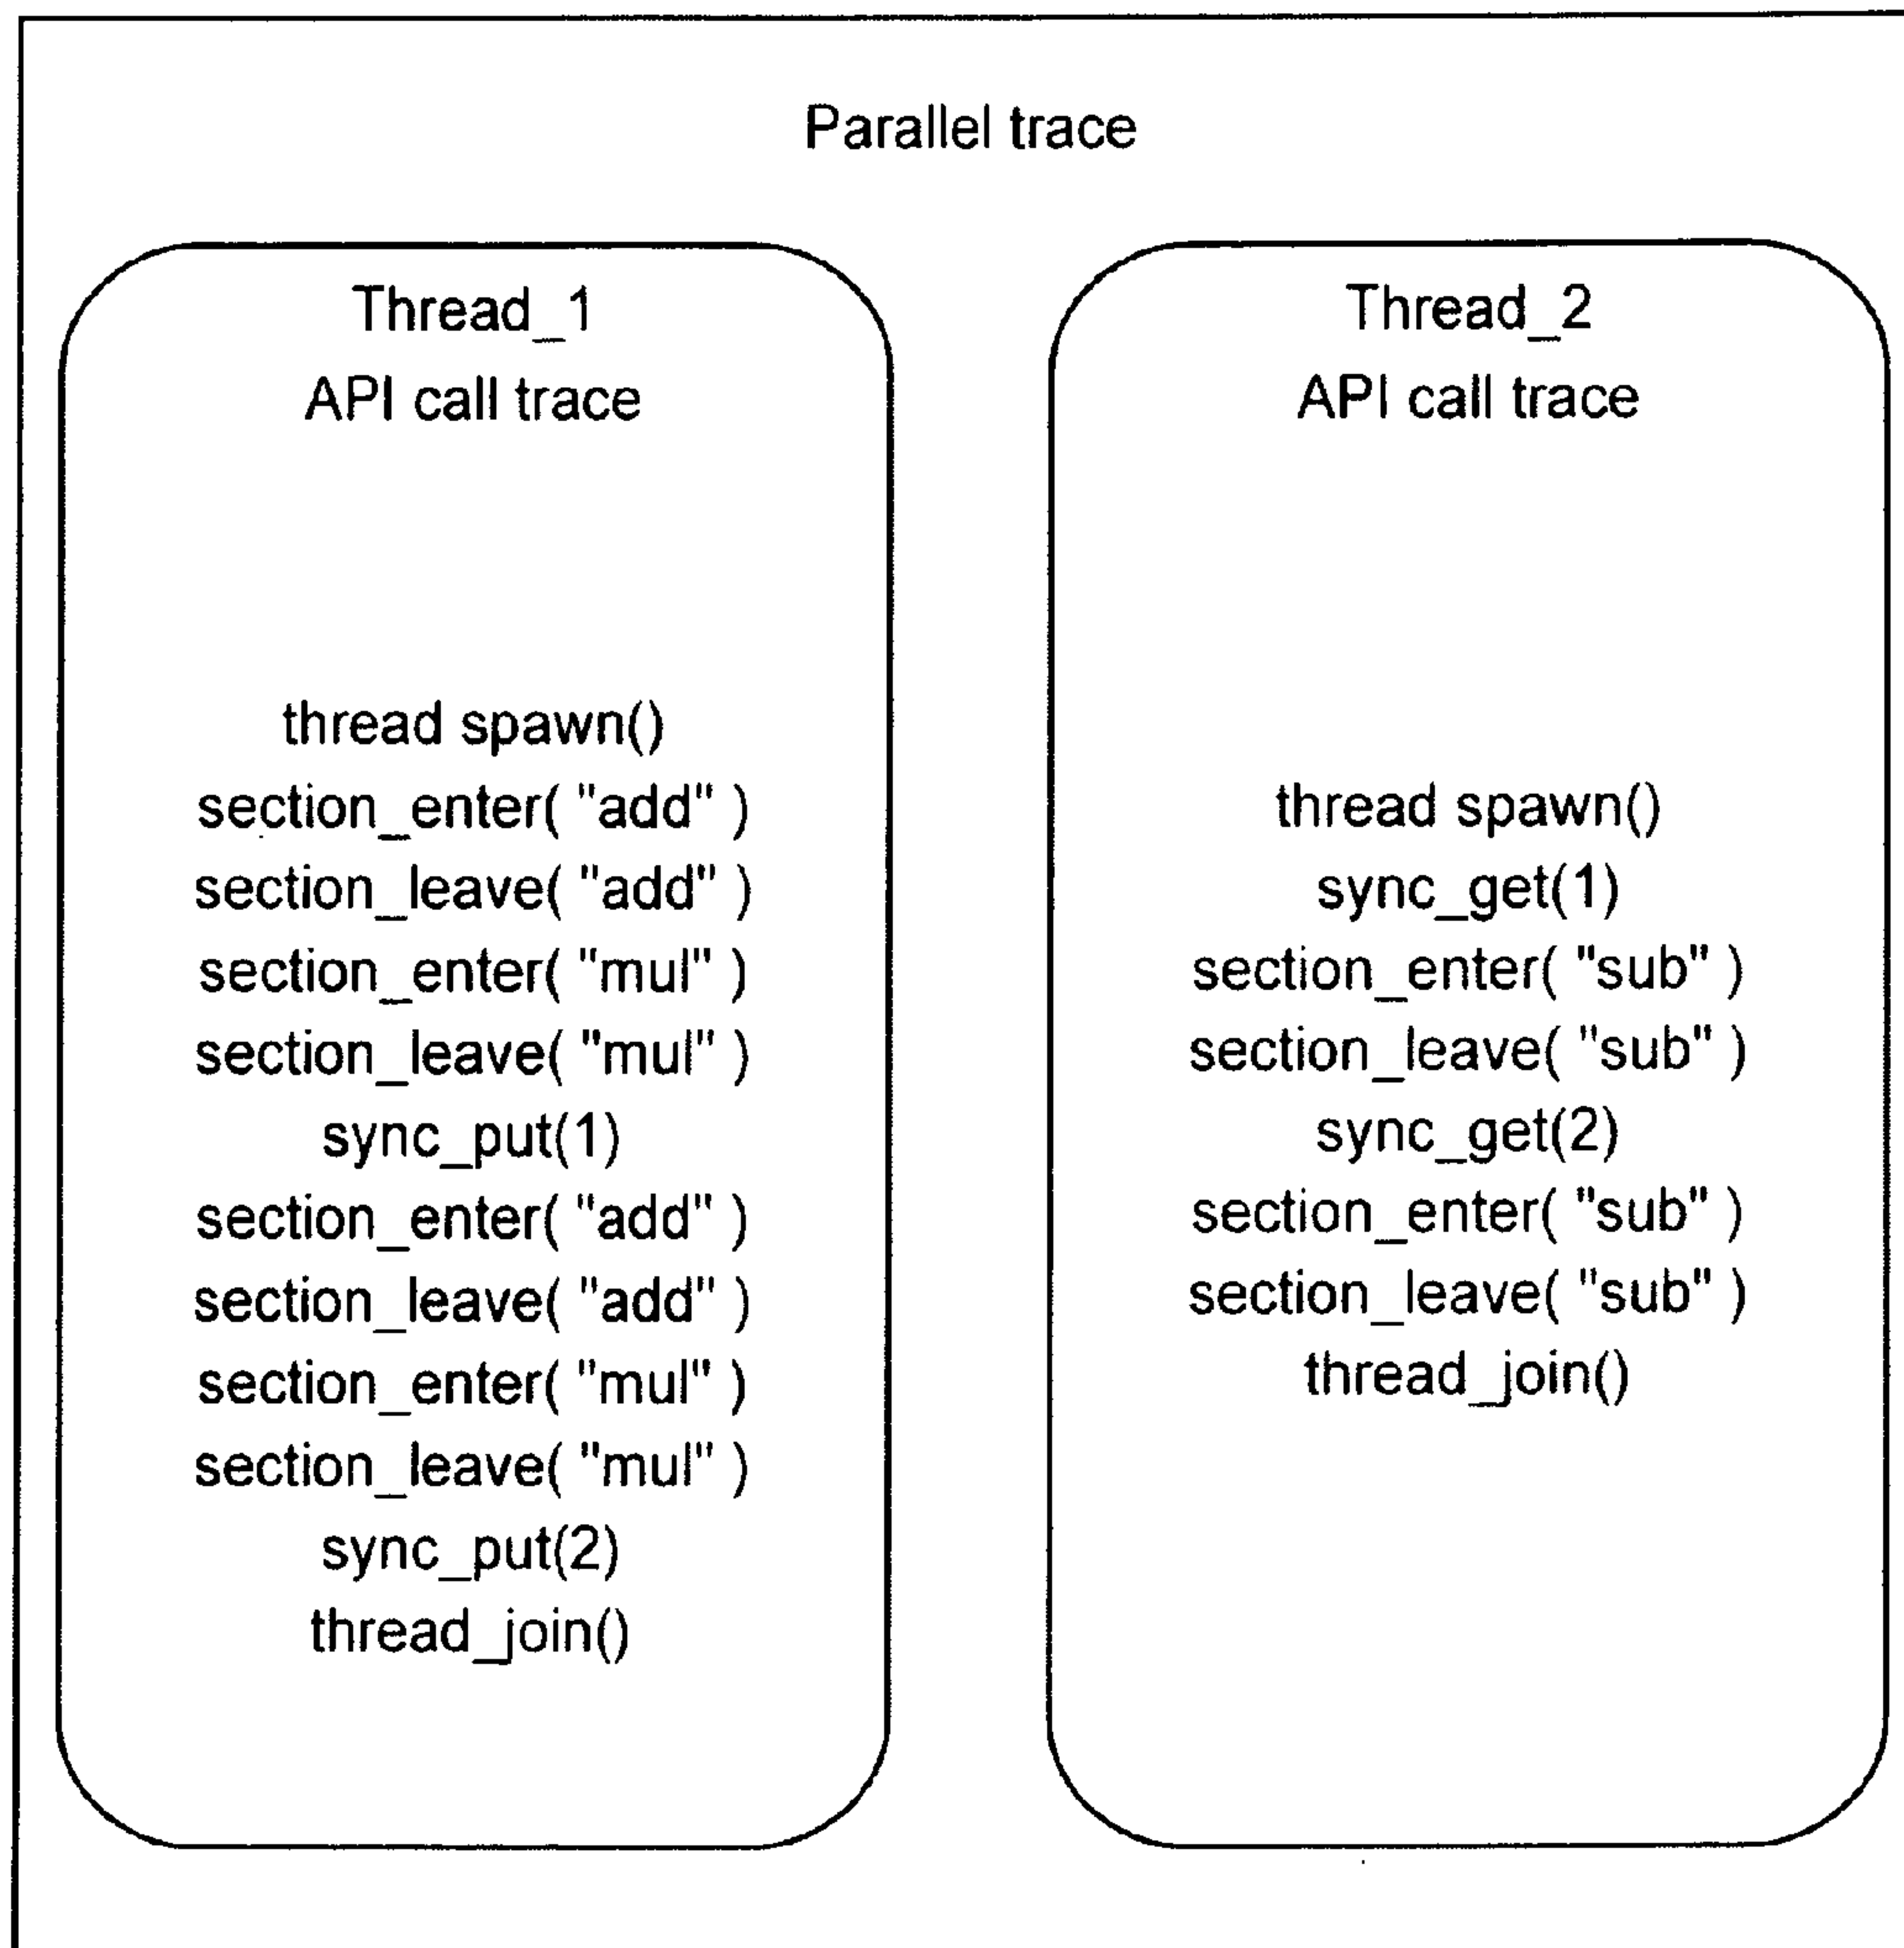 Parallel trace
Thread_1
API call trace
thread spawn()
section_enter( "add" )
section_leave( "add" )
section_enter( "mul" )
section_leave( "mul" )
sync_put(1)
section_enter( "add" )
section_leave( "add" )
section_enter( "mul" )
section_leave( "mul" )
sync_put(2)
thread_join()
Thread_2
API call trace
thread spawn()
sync_get(1)
section_enter( "sub" )
section_leave( "sub" )
sync_get(2)
section_enter( "sub" )
section_leave( "sub" )
thread_join()